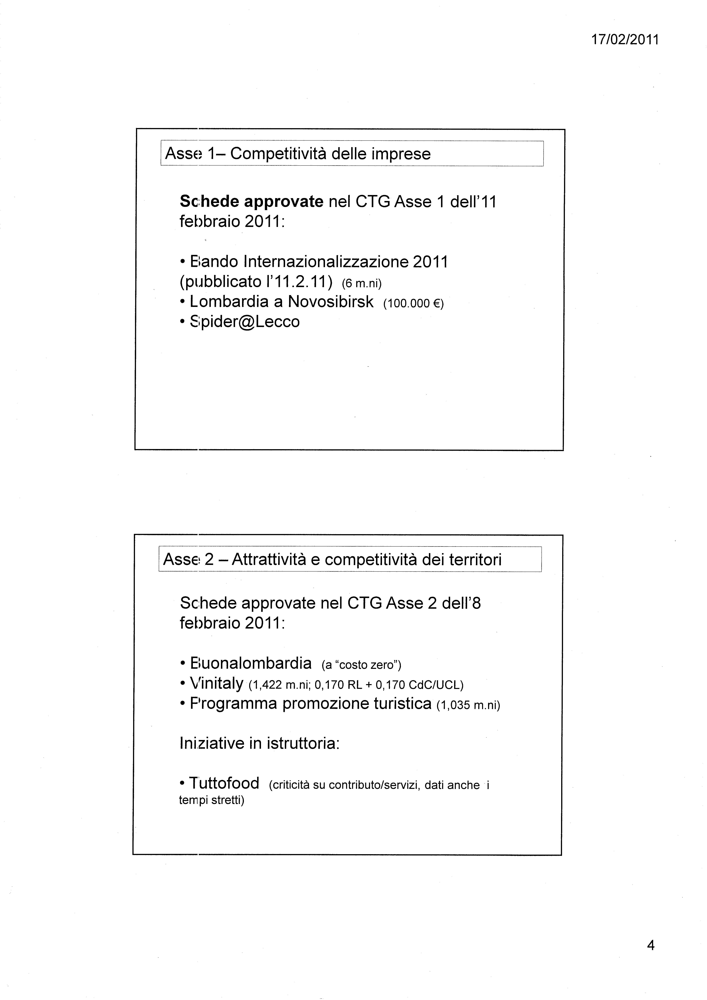 17/02/2011
Asse 1– Competitività delle imprese
Schede approvate nel CTG Asse 1 dell'11
febbraio 2011:
• Bando Internazionalizzazione 2011
(pubblicato l'11.2.11) (6 m.ni)
• Lombardia a Novosibirsk (100.000 €)
• Spider@Lecco
Asse 2 – Attrattività e competitività dei territori
Schede approvate nel CTG Asse 2 dell'8
febbraio 2011:
• Buonalombardia (a “costo zero”)
• Vinitaly (1,422 m.ni; 0,170 RL + 0,170 CdC/UCL)
• Programma promozione turistica (1,035 m.ni)
Iniziative in istruttoria:
• Tuttofood (criticità su contributo/servizi, dati anche i
tempi stretti)
4